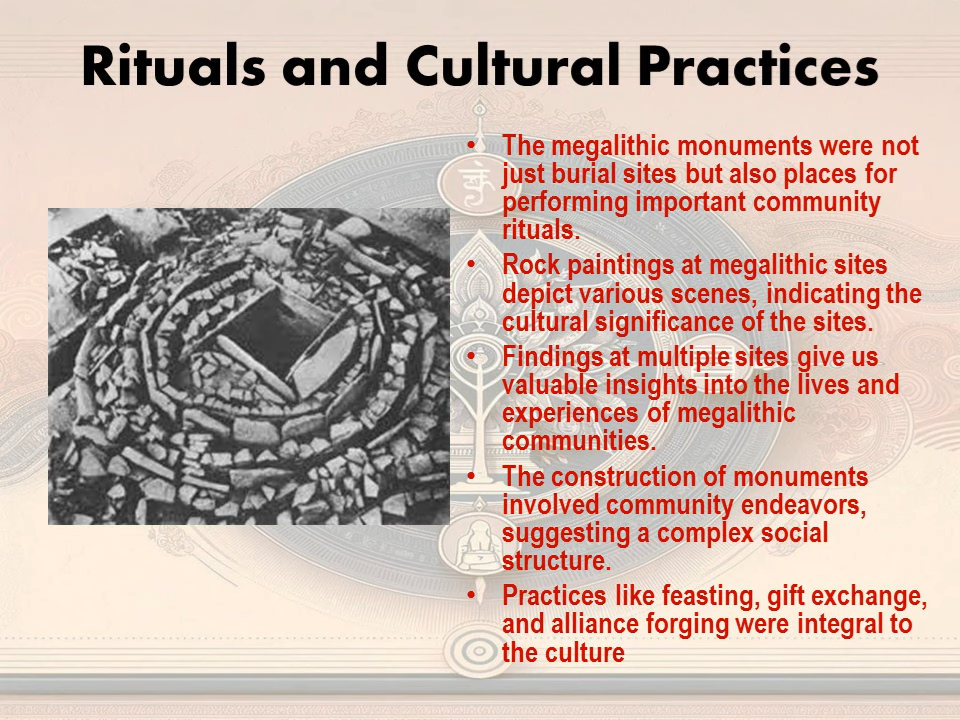 Rituals and Cultural Practices
• The megalithic monuments were not
just burial sites but also places for
performing important community
rituals.
• Rock paintings at megalithic sites
depict various scenes, indicating the
cultural significance of the sites.
• Findings at multiple sites give us
valuable insights into the lives and
experiences of megalithic
communities.
• The construction of monuments
involved community endeavors,
suggesting a complex social
structure.
• Practices like feasting, gift exchange,
and alliance forging were integral to
the culture